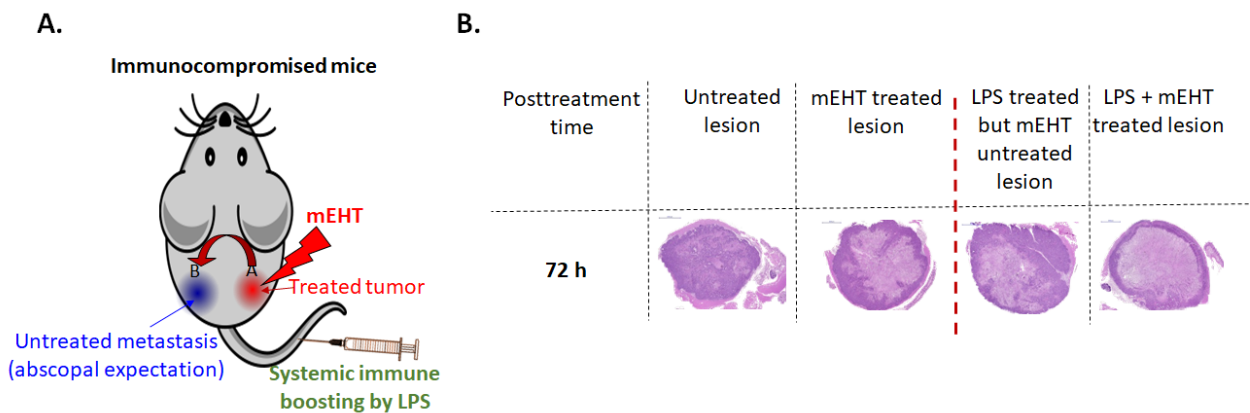 A.
Immunocompromised mice
mEHT
B
A
Treated tumor
Untreated metastasis
(abscopal expectation)
Systemic immune
boosting by LPS
B.
Posttreatment
time
Untreated
lesion
mEHT treated
lesion
LPS treated
but mEHT
untreated
lesion
LPS + mEHT
treated lesion
72 h